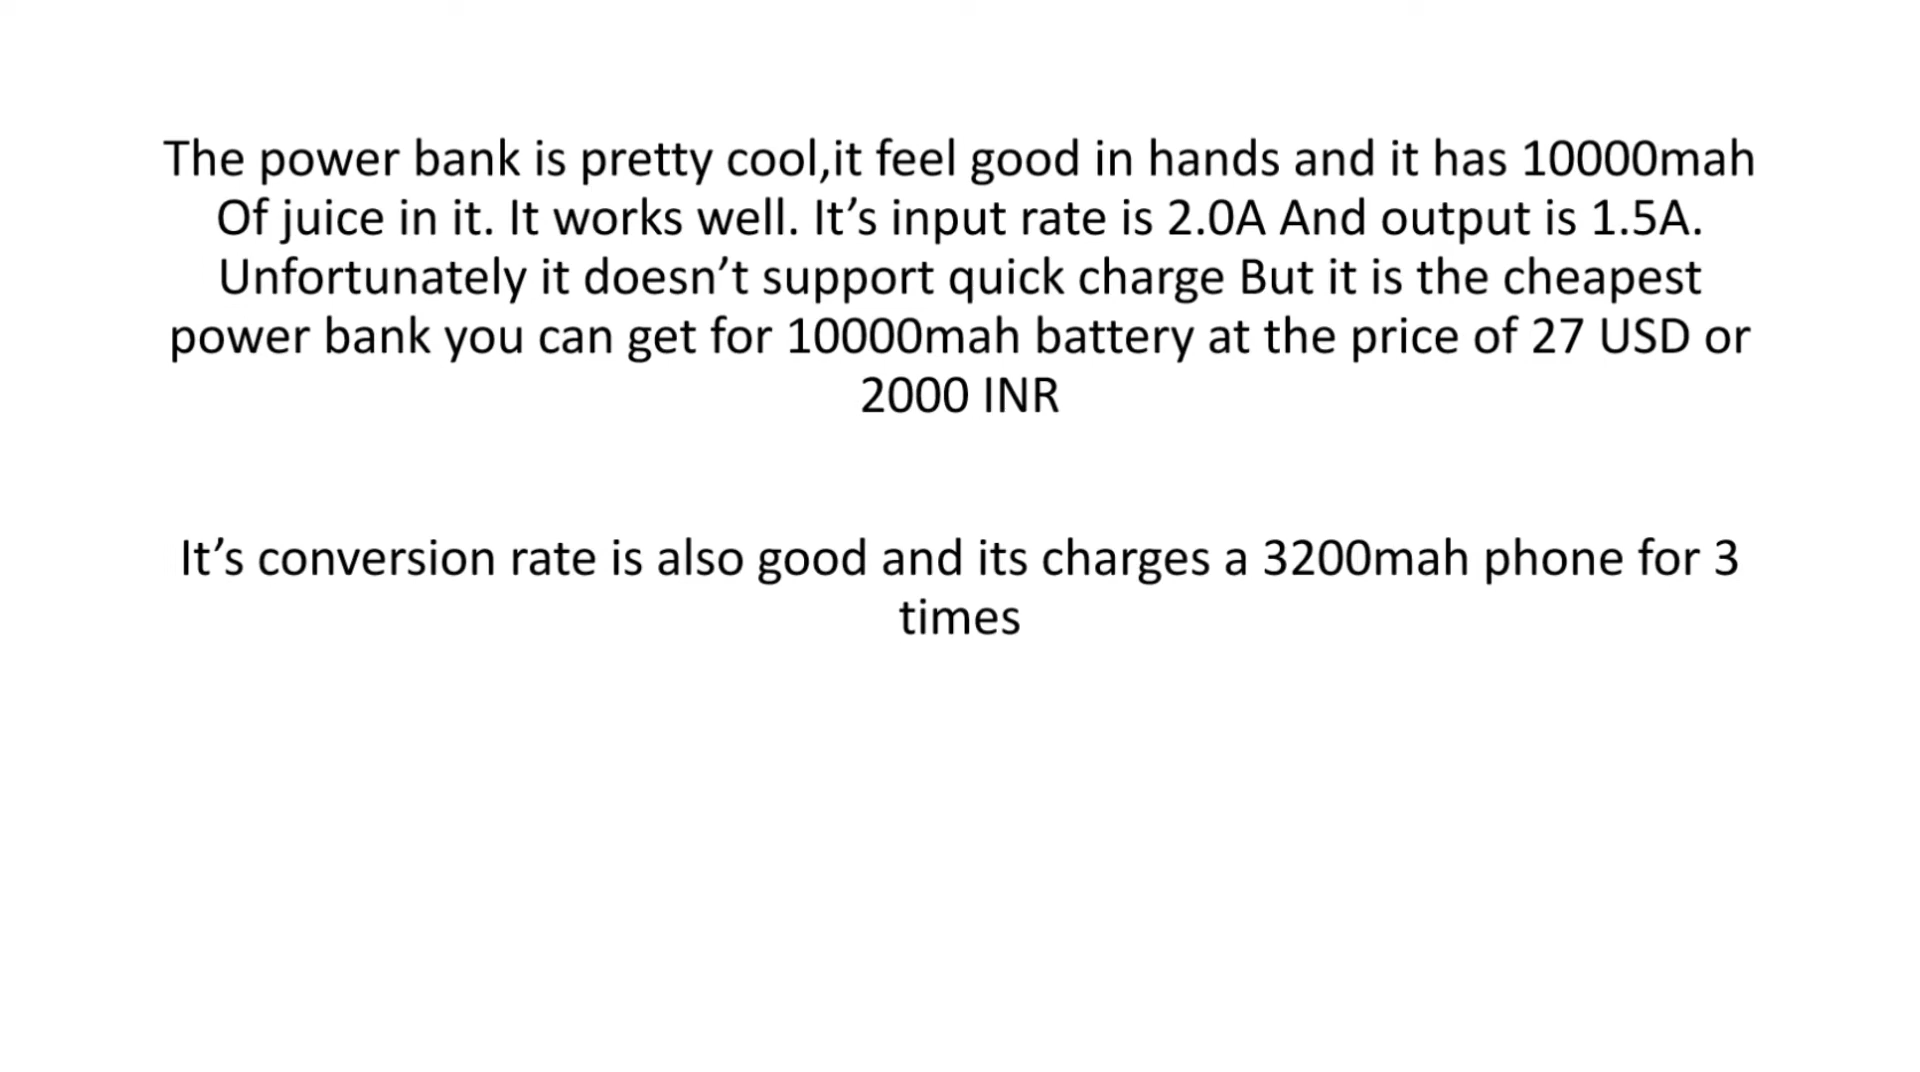 The power bank is pretty cool,it feel good in hands and it has 10000mah
Of juice in it. It works well. It’s input rate is 2.0A And output is 1.5A.
Unfortunately it doesn’t support quick charge But it is the cheapest
power bank you can get for 10000mah battery at the price of 27 USD or
2000 INR
It’s conversion rate is also good and its charges a 3200mah phone for 3
times